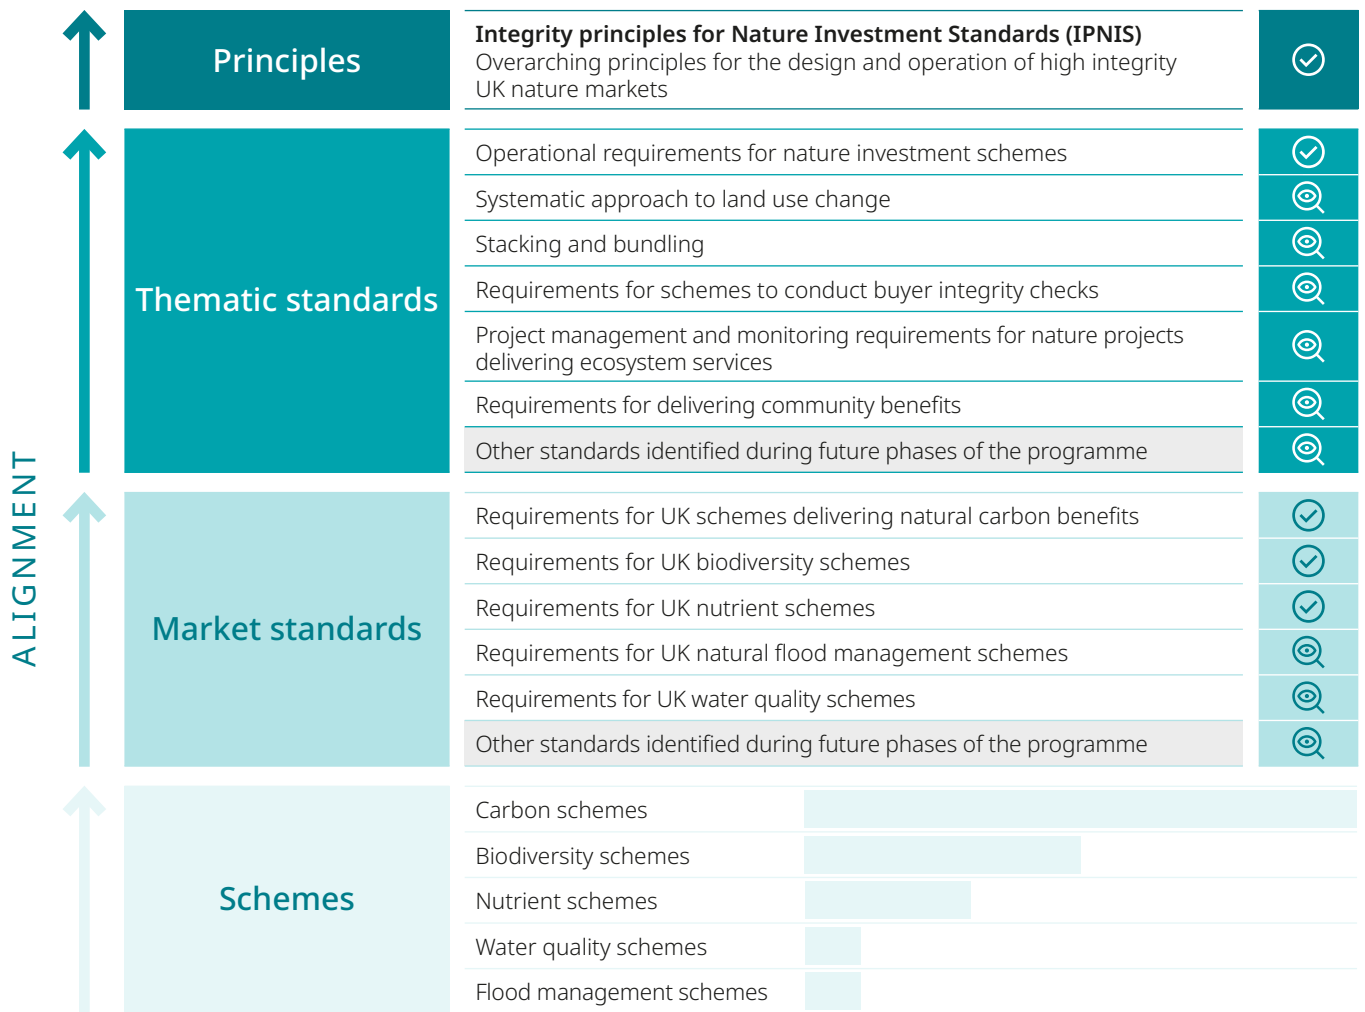 Principles
Integrity principles for Nature Investment Standards (IPNIS)
Overarching principles for the design and operation of high integrity
UK nature markets
Thematic standards
Operational requirements for nature investment schemes
Systematic approach to land use change
Stacking and bundling
Requirements for schemes to conduct buyer integrity checks
Project management and monitoring requirements for nature projects
delivering ecosystem services
Requirements for delivering community benefits
Other standards identified during future phases of the programme
ALIGNMENT
Market standards
Requirements for UK schemes delivering natural carbon benefits
Requirements for UK biodiversity schemes
Requirements for UK nutrient schemes
Requirements for UK natural flood management schemes
Requirements for UK water quality schemes
Other standards identified during future phases of the programme
Schemes
Carbon schemes
Biodiversity schemes
Nutrient schemes
Water quality schemes
Flood management schemes